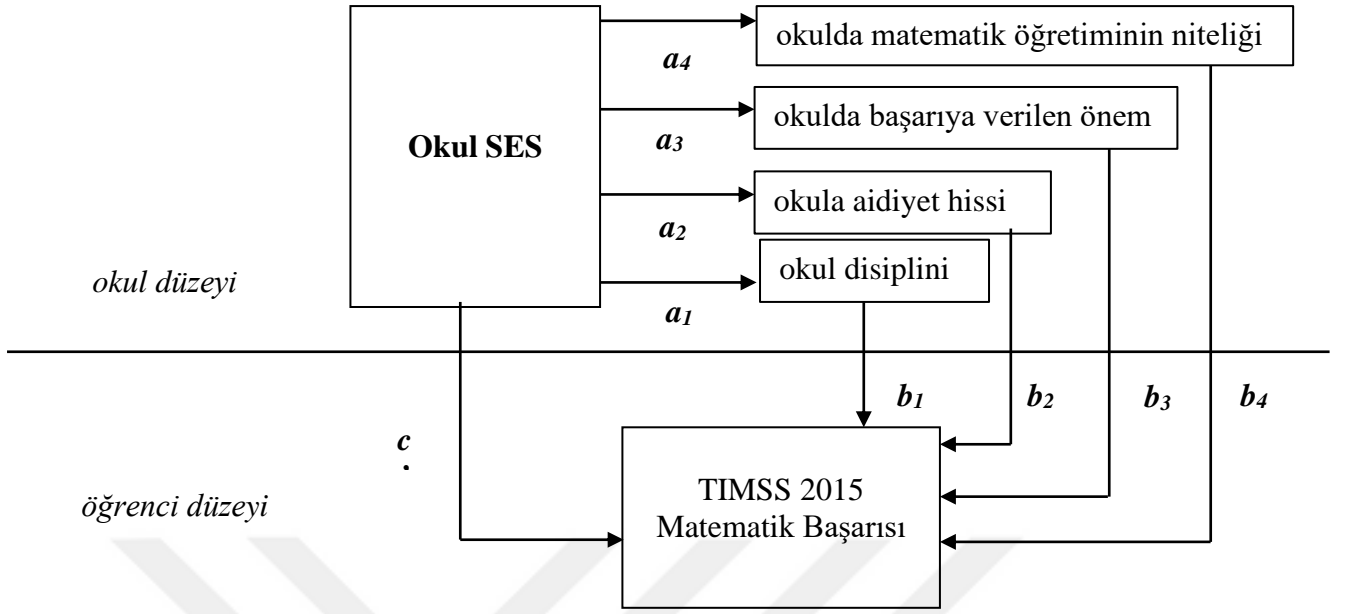 okulda matematik öğretiminin niteliği
a4
okulda başarıya verilen önem
Okul SES
a3
okula aidiyet hissi
a2
okul disiplini
okul düzeyi
a1
b1
b2
b3
b4
c
öğrenci düzeyi
TIMSS 2015
Matematik Başarısı